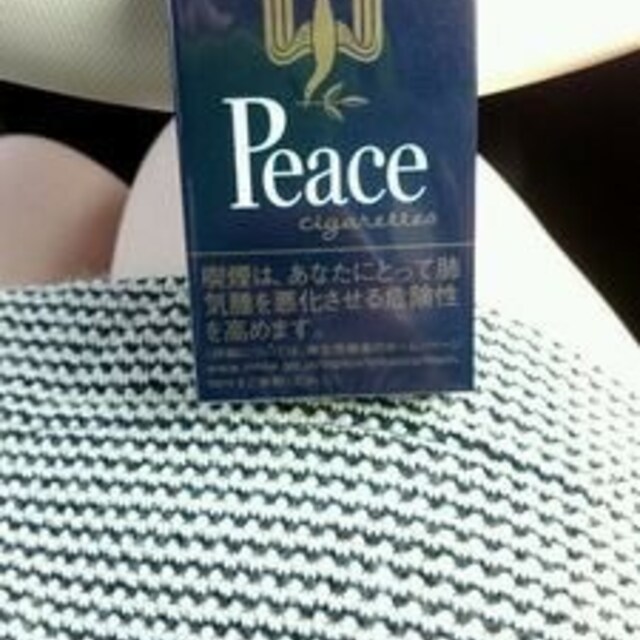 Peace
cigarettes
喫煙は、あなたにとって肺
気腫を悪化させる危険性
を高めます。